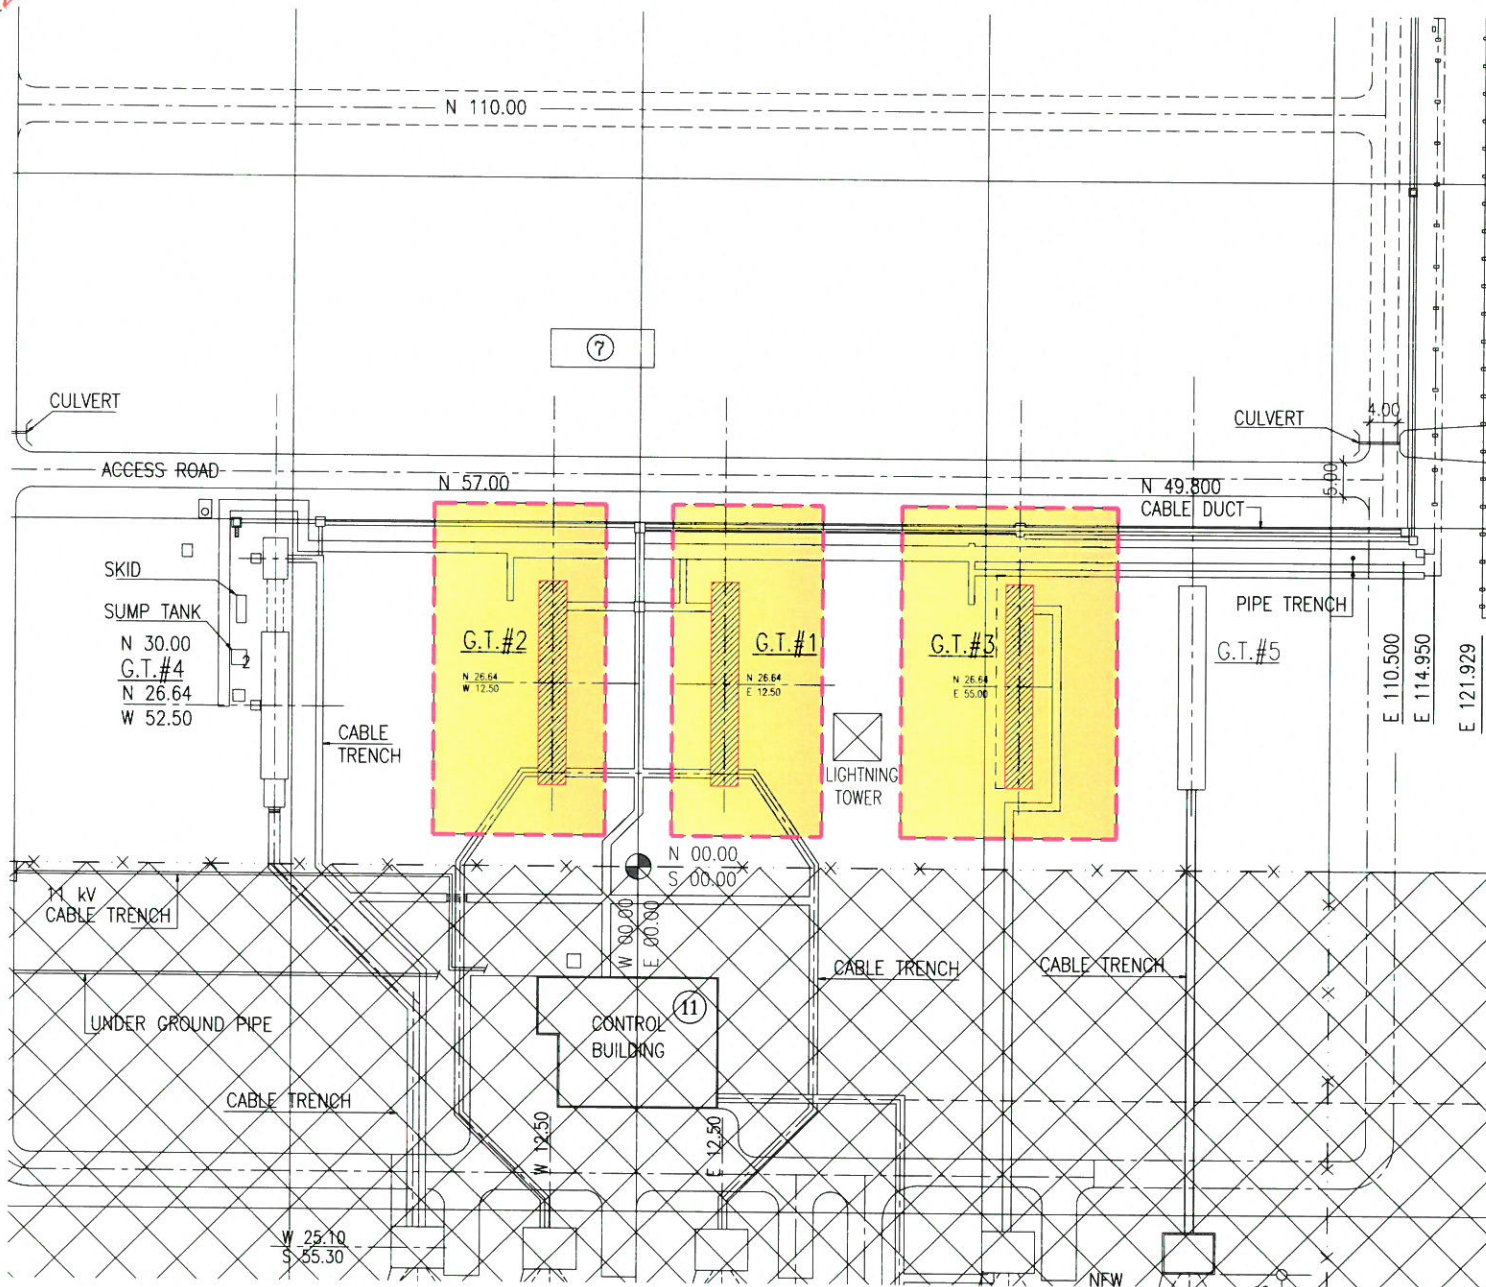 N 110.00
7
CULVERT
CULVERT
4.00
ACCESS ROAD
N 57.00
5.00
N 49.800
CABLE DUCT
SKID
SUMP TANK
N 30.00
G.T.#4
N 26.64
W 52.50
2
G.T.#2
N 26.64
W 12.50
G.T.#1
N 26.64
E 12.50
G.T.#3
N 26.64
E 55.00
PIPE TRENCH
G.T.#5
E 110.500
E 114.950
E 121.929
CABLE
TRENCH
LIGHTNING
TOWER
N 00.00
S 00.00
W 00.00
E 00.00
11 kV
CABLE TRENCH
CABLE TRENCH
CABLE TRENCH
UNDER GROUND PIPE
11
CONTROL
BUILDING
CABLE TRENCH
W 12.50
E 12.50
W 25.10
S 55.30
NEW